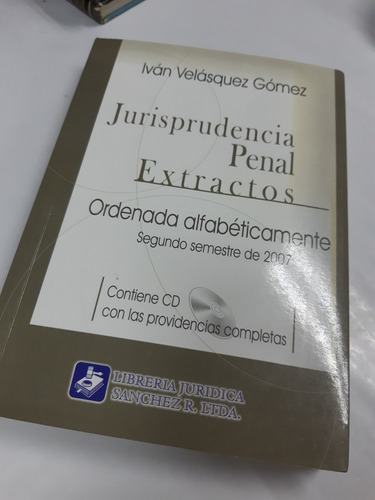 Iván Velásquez Gómez
Jurisprudencia
Penal
Extractos
Ordenada alfabéticamente
Segundo semestre de 2007
Contiene CD
con las providencias completas
LIBRERIA JURIDICA
SANCHEZ R. LTDA.